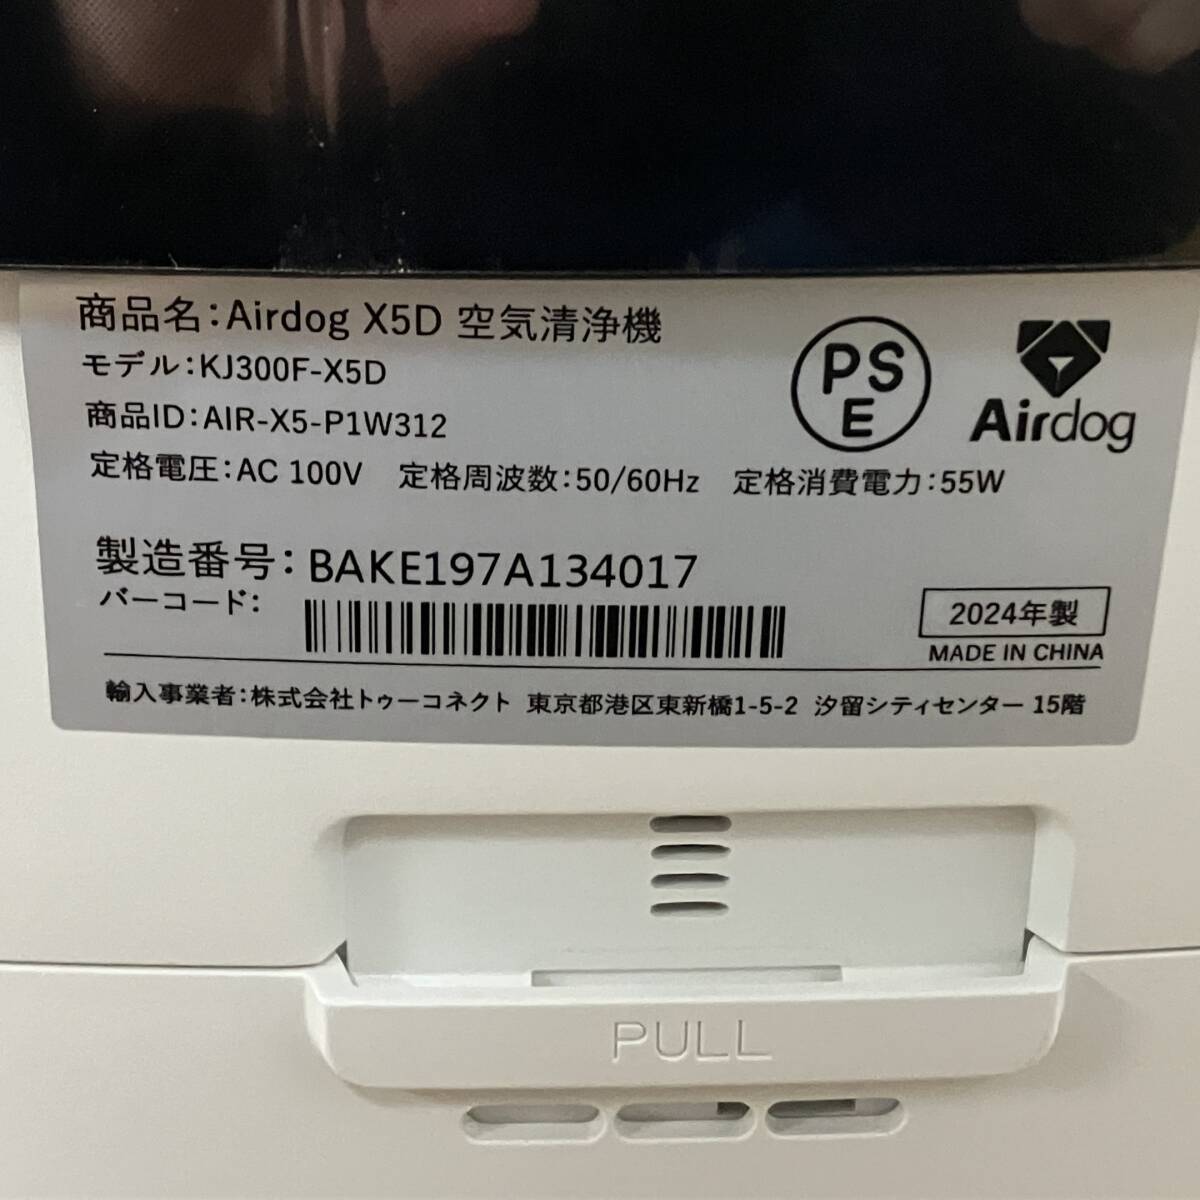 商品名:Airdog X5D 空気清浄機
モデル:KJ300F-X5D
商品ID:AIR-X5-P1W312
定格電圧:AC 100V 定格周波数:50/60Hz 定格消費電力:55W
PS
E
Airdog
製造番号:BAKE197A134017
バーコード:
2024年製
MADE IN CHINA
輸入事業者:株式会社トゥーコネクト 東京都港区東新橋1-5-2 汐留シティセンター 15階
PULL